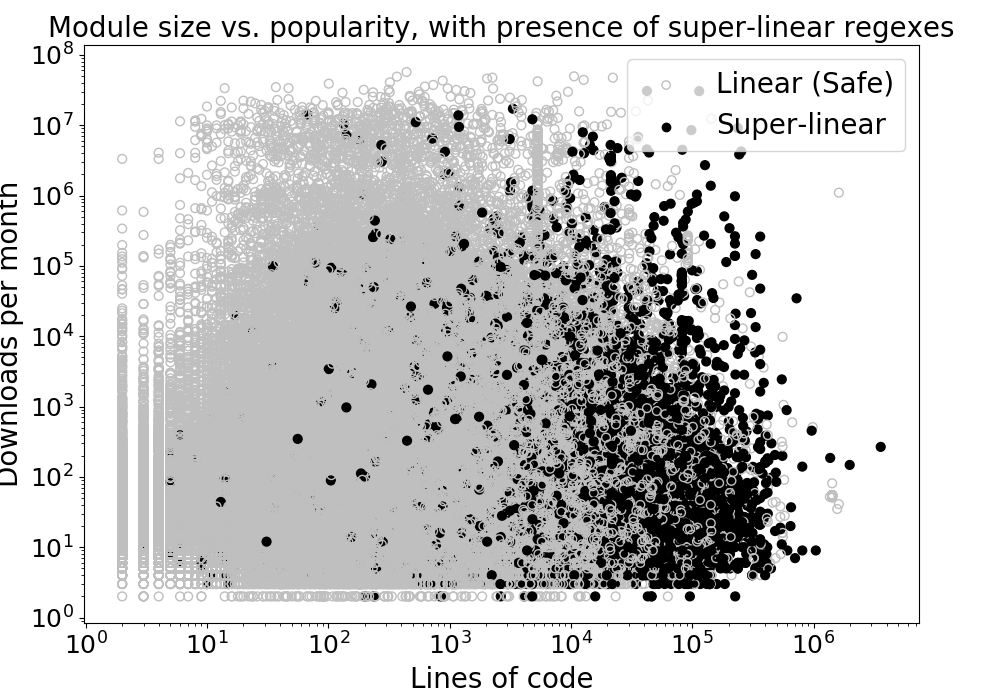 Module size vs. popularity, with presence of super-linear regexes
10^8
10^7
10^6
10^5
10^4
10^3
10^2
10^1
10^0
Downloads per month
Linear (Safe)
Super-linear
10^0 10^1 10^2 10^3 10^4 10^5 10^6
Lines of code